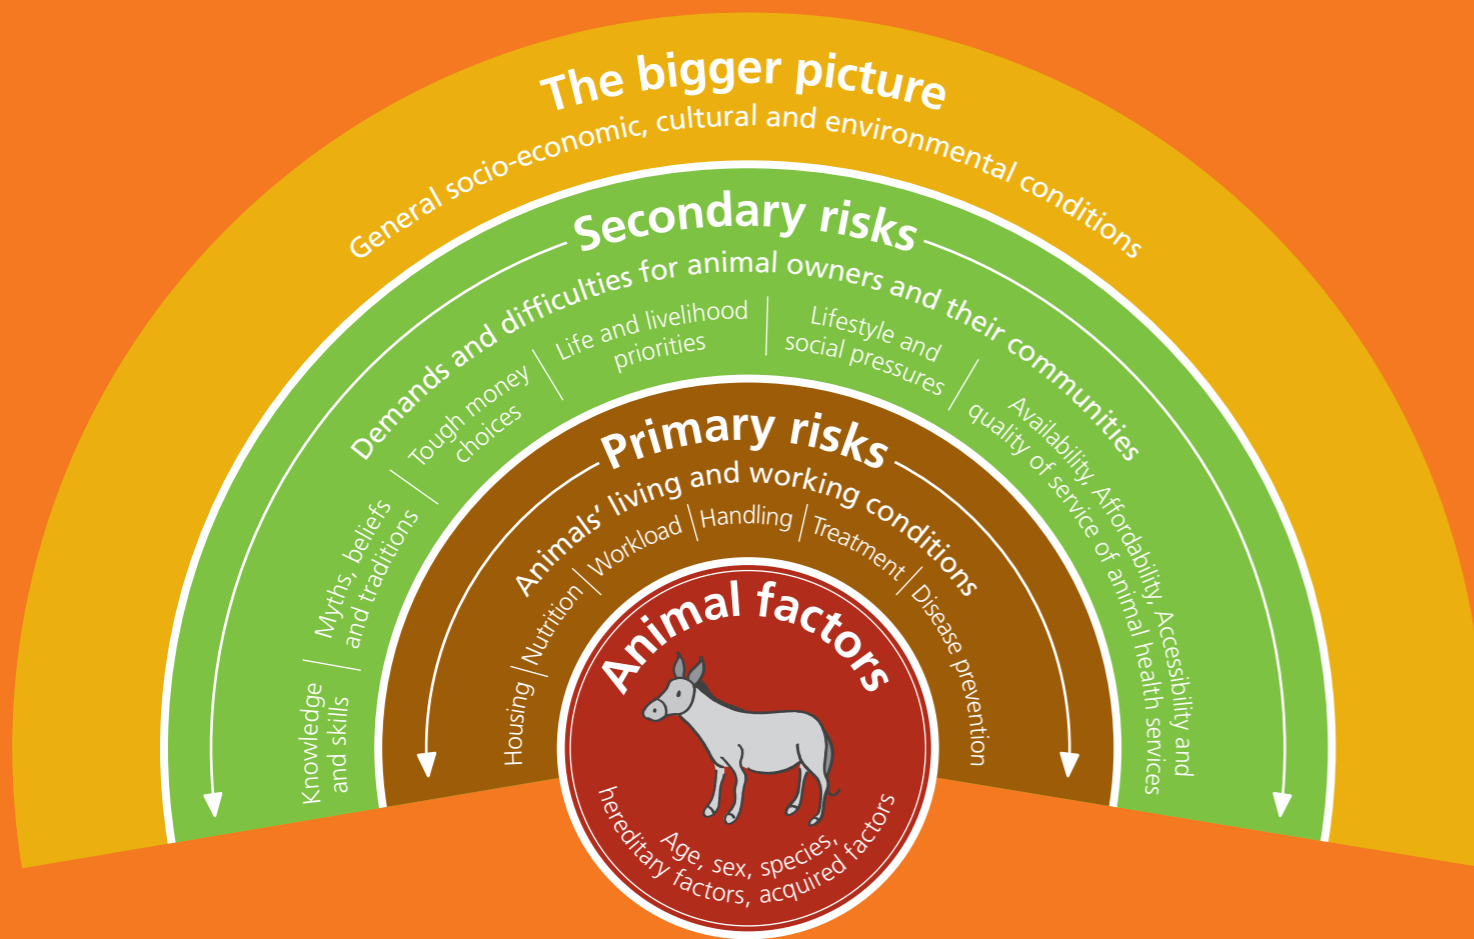 The bigger picture
General socio-economic, cultural and environmental conditions
Secondary risks
Demands and difficulties for animal owners and their communities
Knowledge
and skills
Myths, beliefs
and traditions
Tough money
choices
Life and livelihood
priorities
Lifestyle and
social pressures
Availability, Affordability, Accessibility and
quality of service of animal health services
Primary risks
Animals’ living and working conditions
Housing
Nutrition
Workload
Handling
Treatment
Disease prevention
Animal factors
Age, sex, species,
hereditary factors, acquired factors